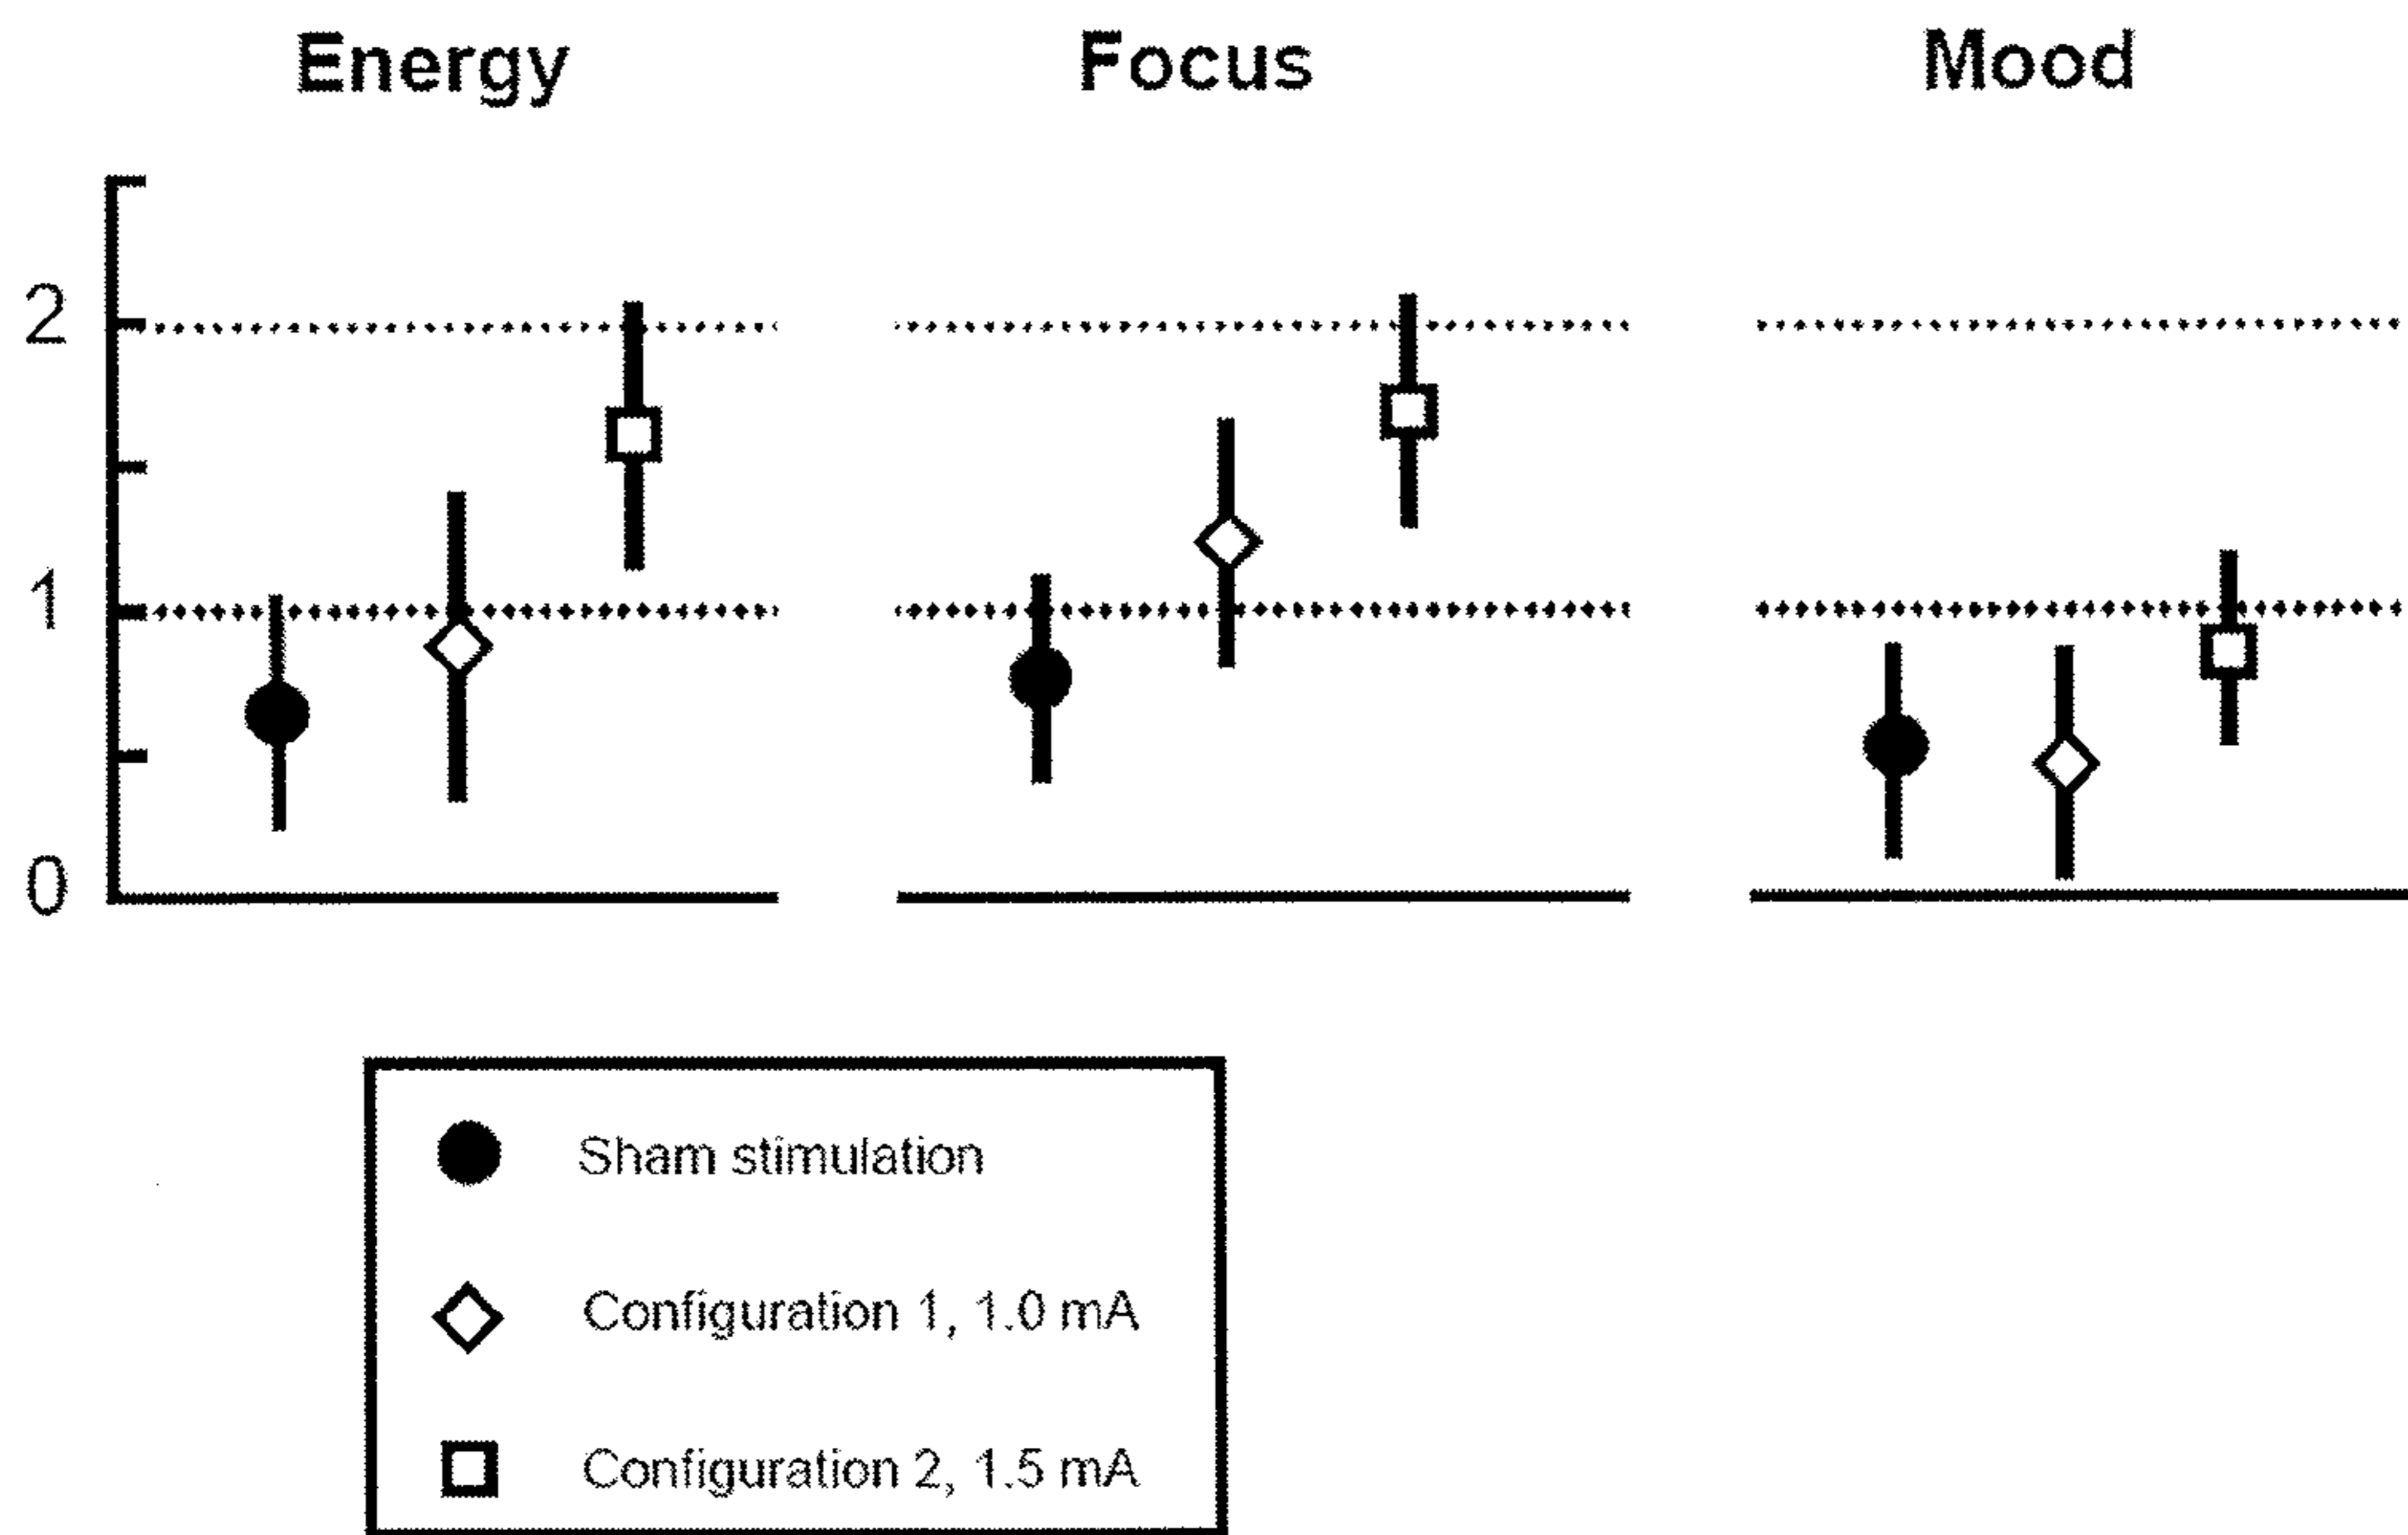 Energy Focus Mood
2
1
0
Sham stimulation
Configuration 1, 1.0 mA
Configuration 2, 1.5 mA